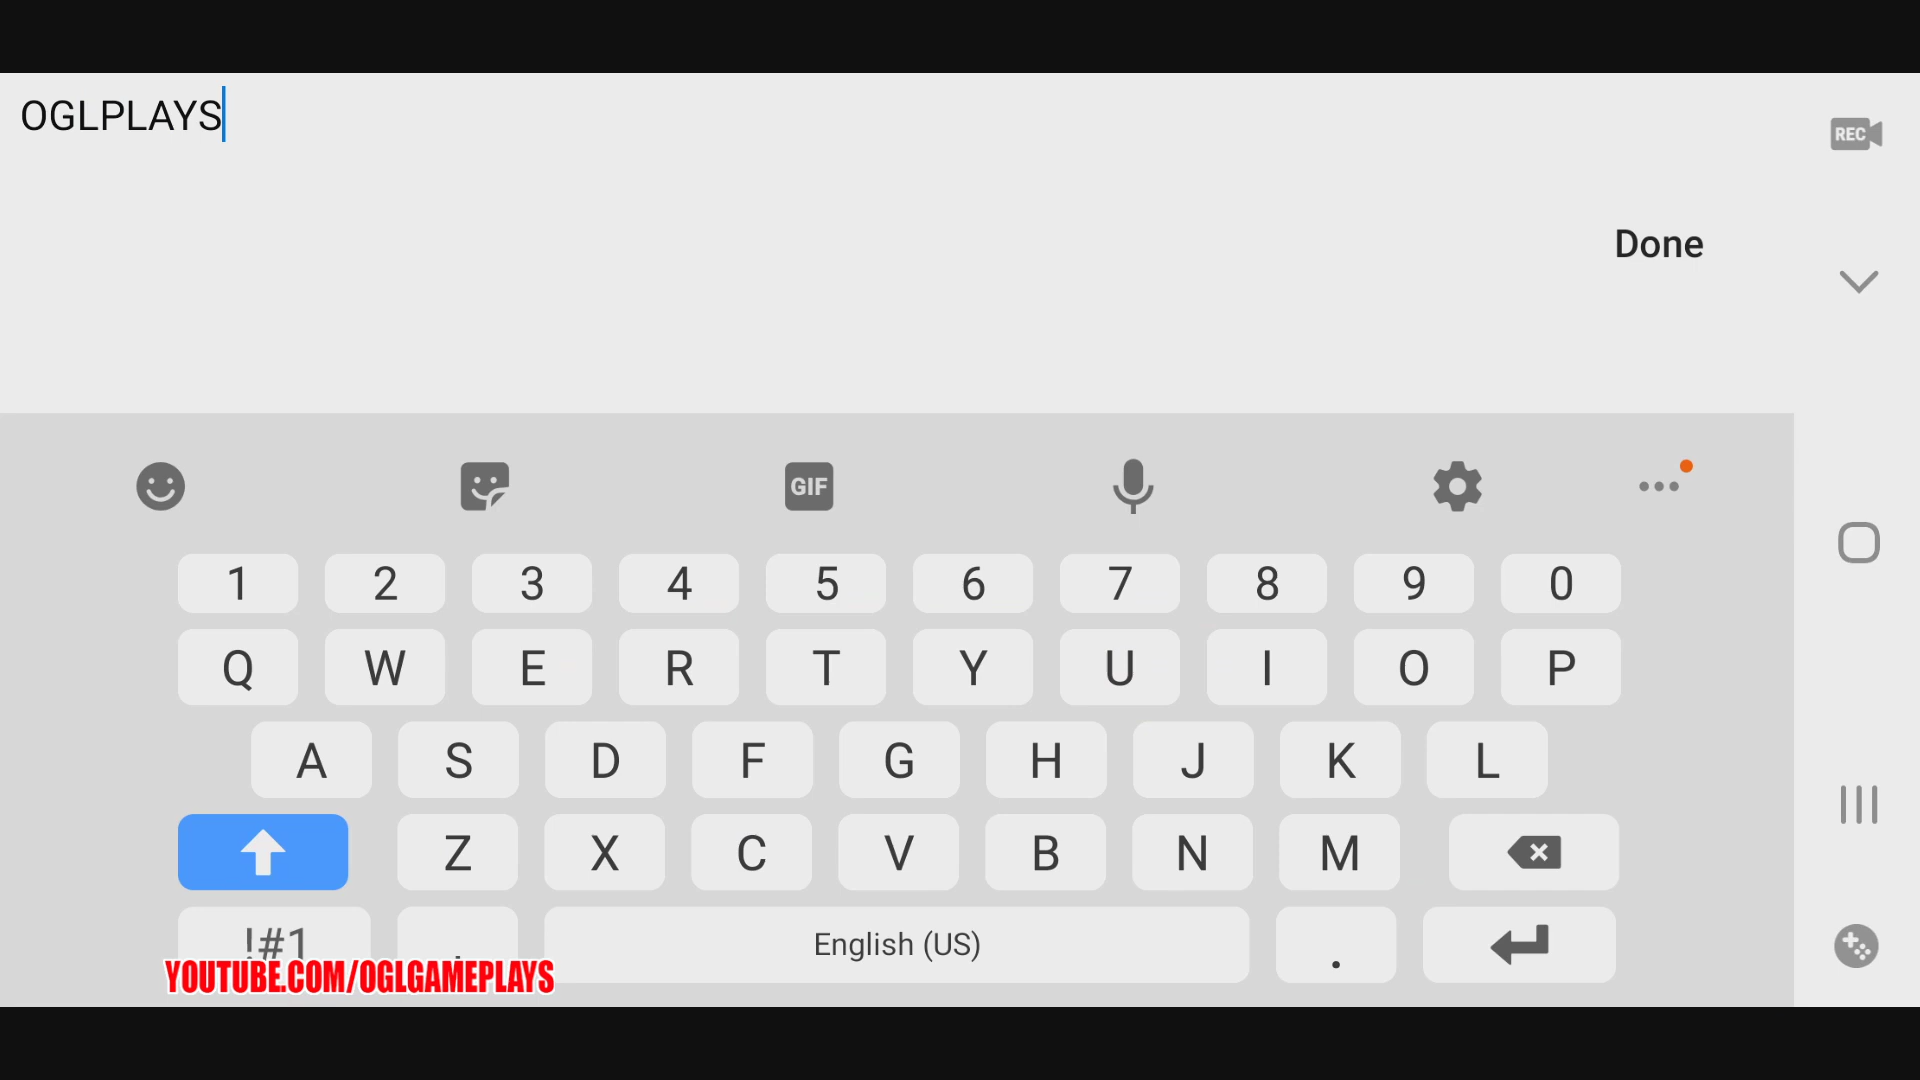 OGLPLAYS
REC
Done
GIF
1 2 3 4 5 6 7 8 9 0
Q W E R T Y U I O P
A S D F G H J K L
Z X C V B N M
!#1 , English (US) .
YOUTUBE.COM/OGLGAMEPLAYS